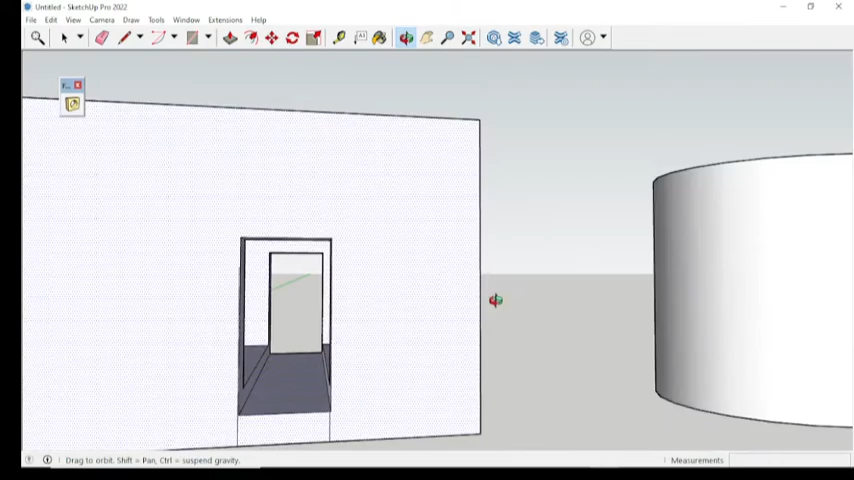 Untitled - SketchUp Pro 2022
File Edit View Camera Draw Tools Window Extensions Help
Drag to orbit. Shift = Pan, Ctrl = suspend gravity.
Measurements